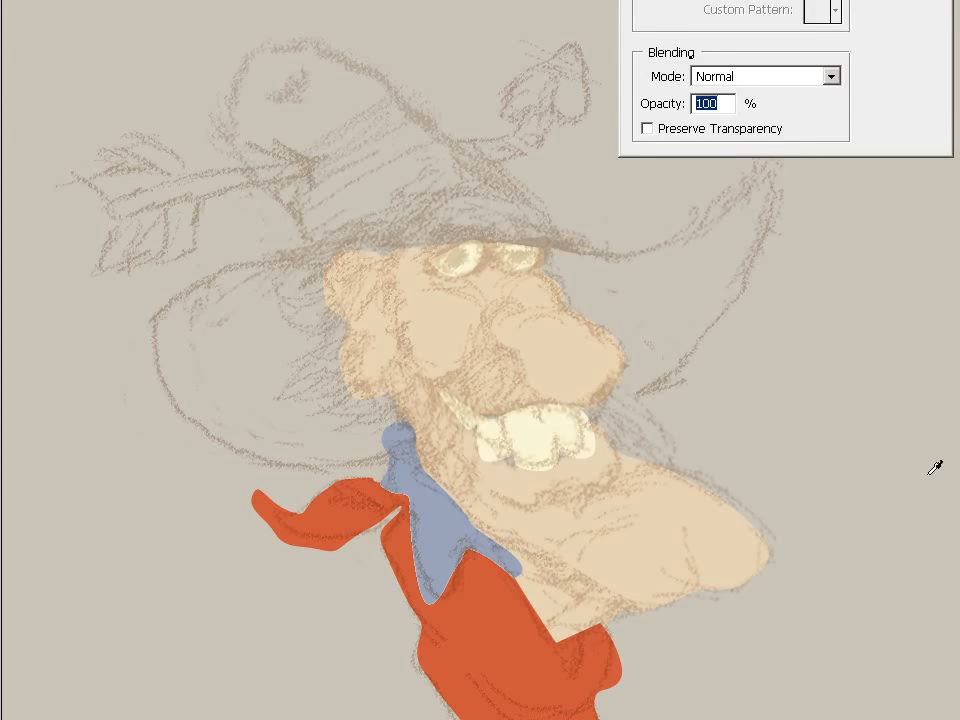 Custom Pattern:
Blending
Mode: Normal
Opacity: 100 %
Preserve Transparency